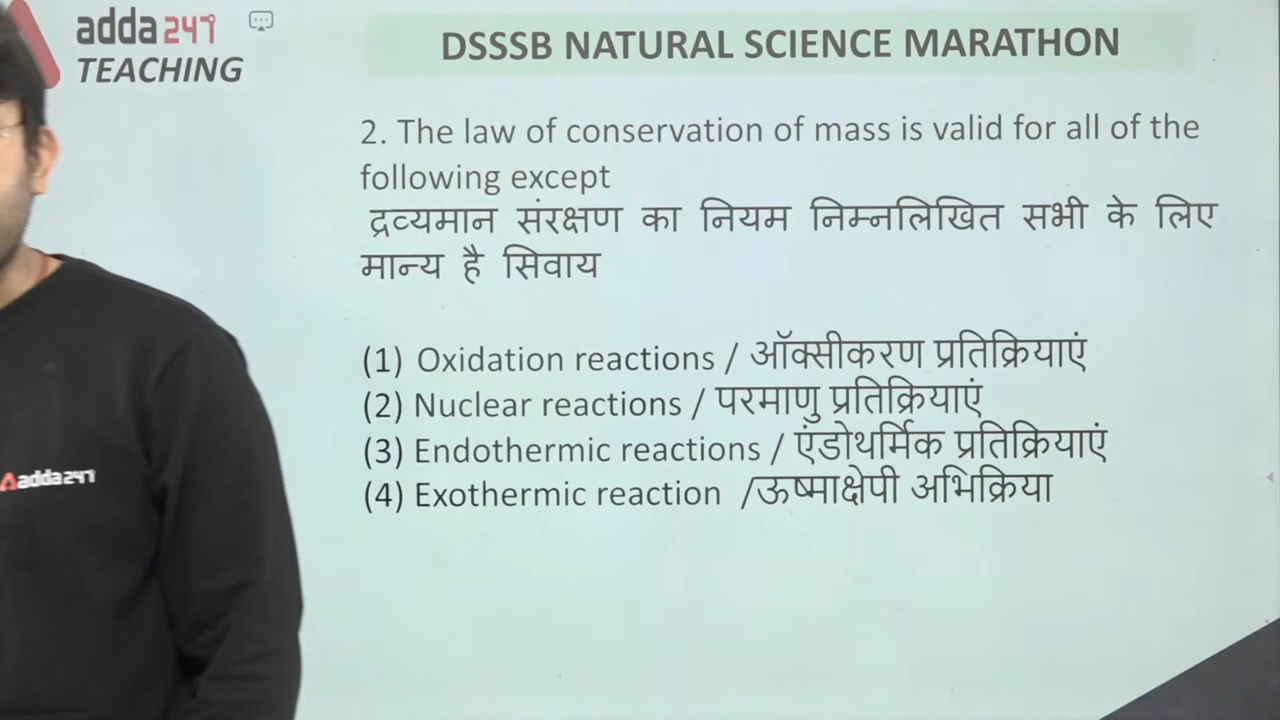 adda247
TEACHING
DSSSB NATURAL SCIENCE MARATHON
2. The law of conservation of mass is valid for all of the
following except
द्रव्यमान संरक्षण का नियम निम्नलिखित सभी के लिए
मान्य है सिवाय
(1) Oxidation reactions / ऑक्सीकरण प्रतिक्रियाएं
(2) Nuclear reactions / परमाणु प्रतिक्रियाएं
(3) Endothermic reactions / एंडोथर्मिक प्रतिक्रियाएं
(4) Exothermic reaction /ऊष्माक्षेपी अभिक्रिया
adda247